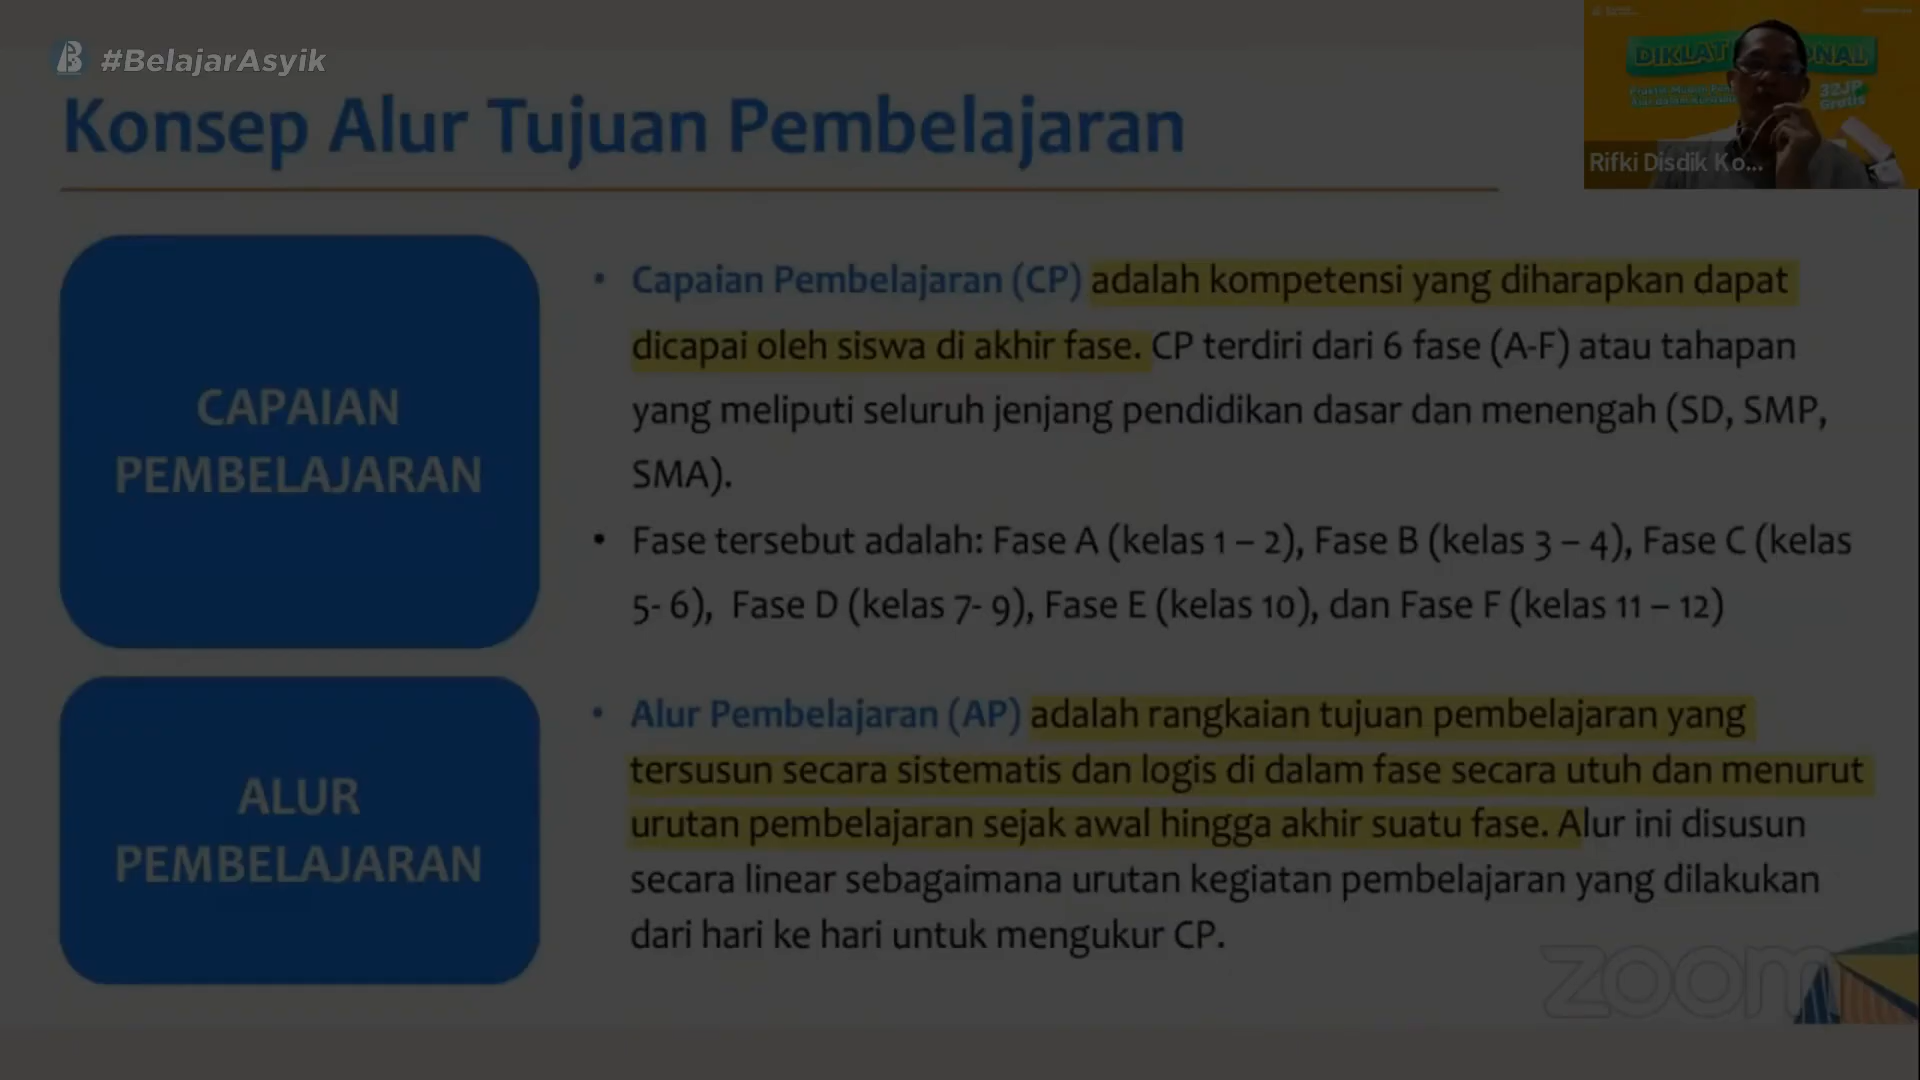 #BelajarAsyik
DIKLAT
32JP
Gratis
Rifki Disdik Ko...
Konsep Alur Tujuan Pembelajaran
CAPAIAN
PEMBELAJARAN
• Capaian Pembelajaran (CP) adalah kompetensi yang diharapkan dapat
dicapai oleh siswa di akhir fase. CP terdiri dari 6 fase (A-F) atau tahapan
yang meliputi seluruh jenjang pendidikan dasar dan menengah (SD, SMP,
SMA).
• Fase tersebut adalah: Fase A (kelas 1 – 2), Fase B (kelas 3 – 4), Fase C (kelas
5- 6), Fase D (kelas 7- 9), Fase E (kelas 10), dan Fase F (kelas 11 – 12)
ALUR
PEMBELAJARAN
• Alur Pembelajaran (AP) adalah rangkaian tujuan pembelajaran yang
tersusun secara sistematis dan logis di dalam fase secara utuh dan menurut
urutan pembelajaran sejak awal hingga akhir suatu fase. Alur ini disusun
secara linear sebagaimana urutan kegiatan pembelajaran yang dilakukan
dari hari ke hari untuk mengukur CP.
zoom